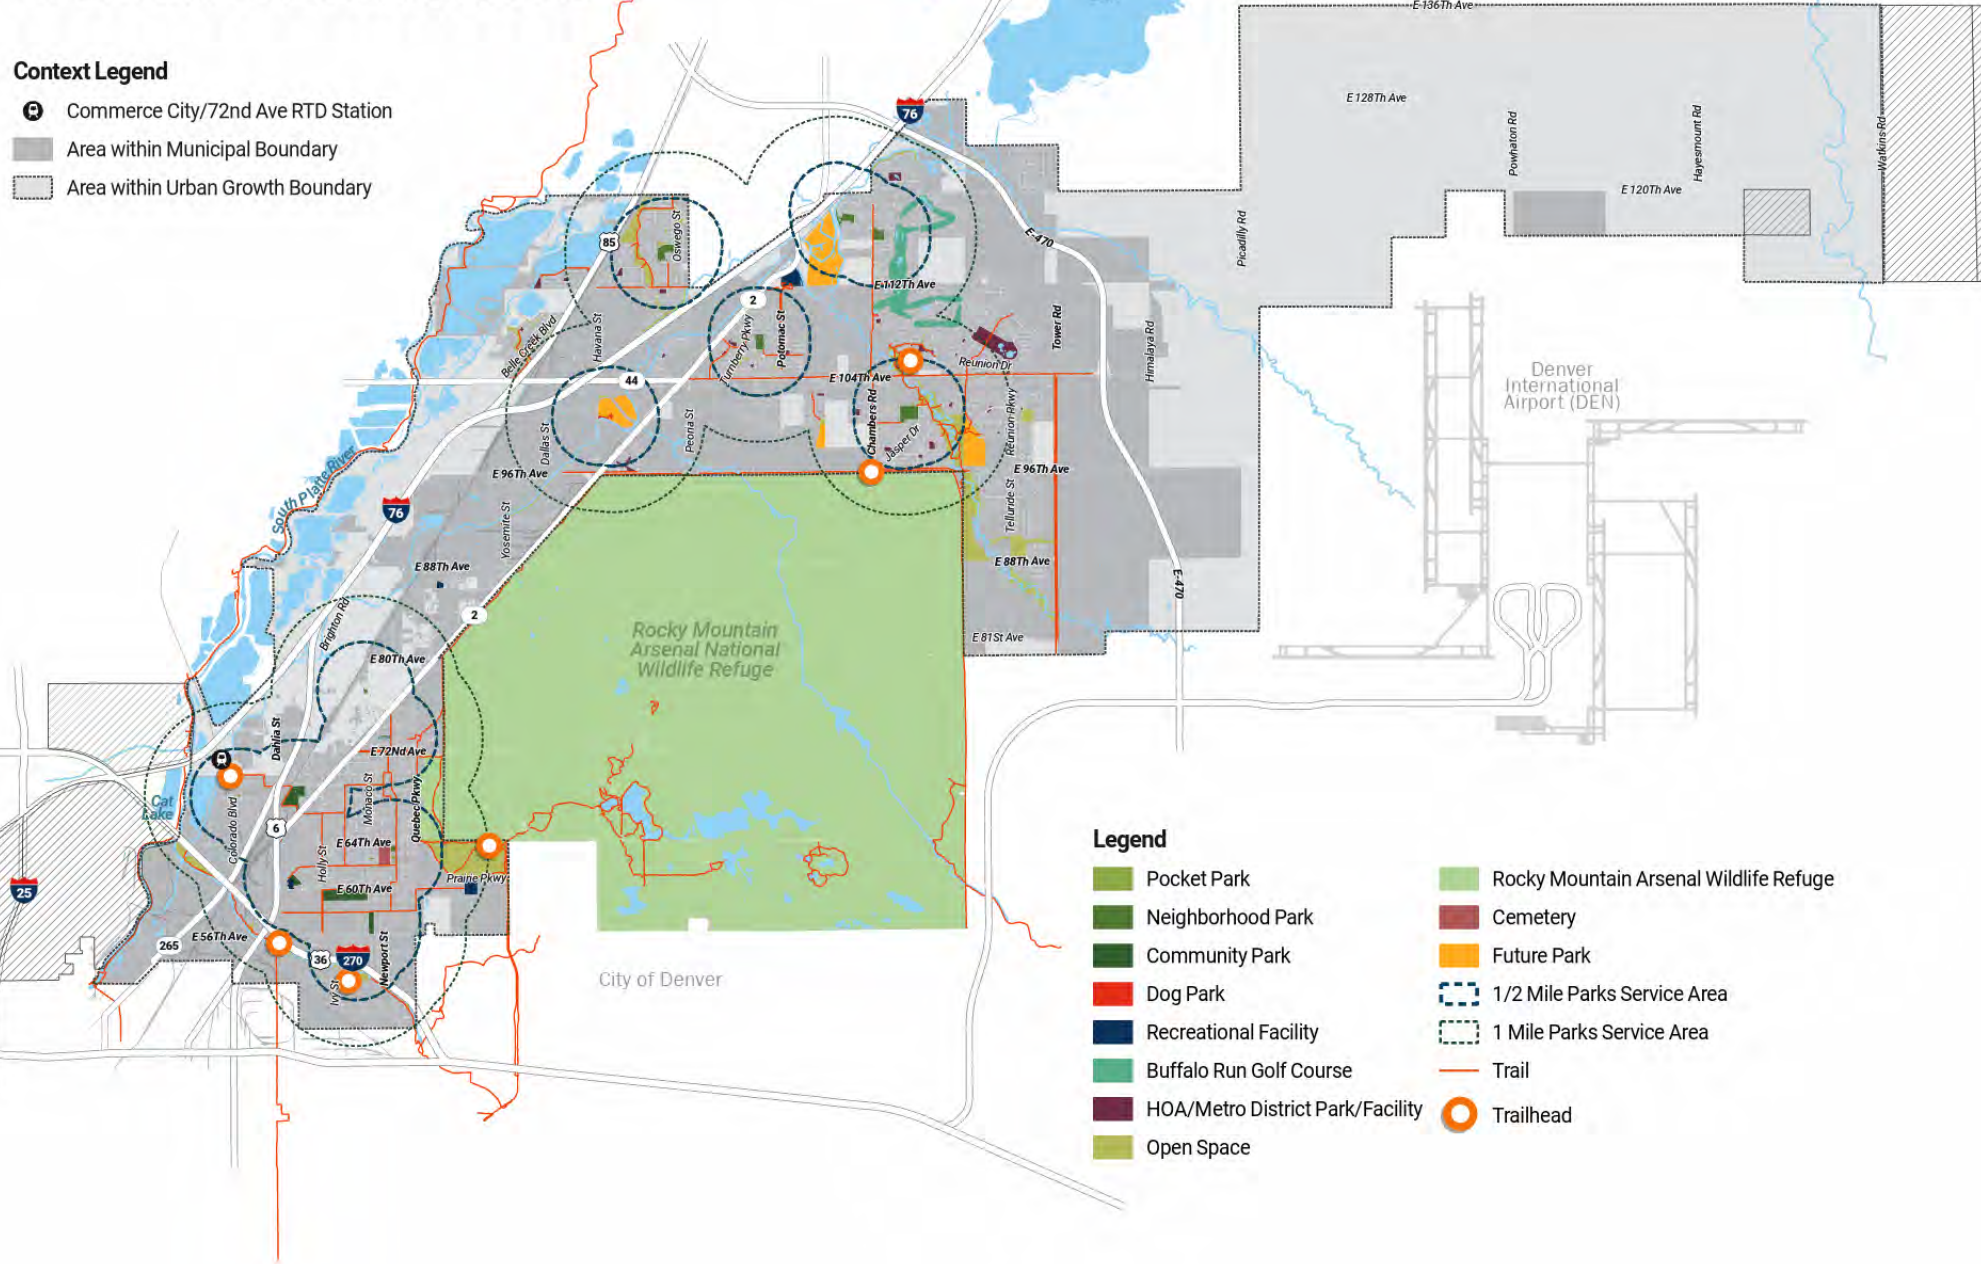 E 136Th Ave
Context Legend
Commerce City/72nd Ave RTD Station
Area within Municipal Boundary
Area within Urban Growth Boundary
76
E 128Th Ave
Powhaton Rd
Hayesmount Rd
Watkins Rd
E 120Th Ave
85
Oswego St
Picadilly Rd
E-470
E 112Th Ave
2
Potomac St
Turnbery Pkwy
Havana St
Belle Creek Blvd
Tower Rd
Himalaya Rd
Reunion Dr
44
E 104Th Ave
Denver
International
Airport (DEN)
Chambers Rd
Jasper Dr
Reunion Pkwy
Peoria St
Dallas St
E 96Th Ave
E 96Th Ave
South Platte River
76
Yosemite St
Telluride St
E 88Th Ave
E 88Th Ave
E-470
2
Brighton Rd
Rocky Mountain
Arsenal National
Wildlife Refuge
E 81St Ave
E 80Th Ave
Dahlia St
E 72Nd Ave
Cat
Lake
Colorado Blvd
Monaco St
Quebec Pkwy
6
E 64Th Ave
Holly St
25
Prairie Pkwy
E 60Th Ave
265
E 56Th Ave
36
270
Newport St
Ivy St
City of Denver
Legend
Pocket Park
Neighborhood Park
Community Park
Dog Park
Recreational Facility
Buffalo Run Golf Course
HOA/Metro District Park/Facility
Open Space
Rocky Mountain Arsenal Wildlife Refuge
Cemetery
Future Park
1/2 Mile Parks Service Area
1 Mile Parks Service Area
Trail
Trailhead